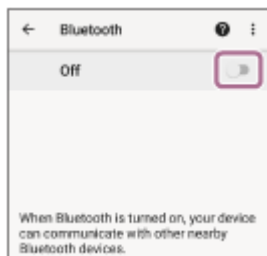 Bluetooth
Off
When Bluetooth is turned on, your device
can communicate with other nearby
Bluetooth devices.